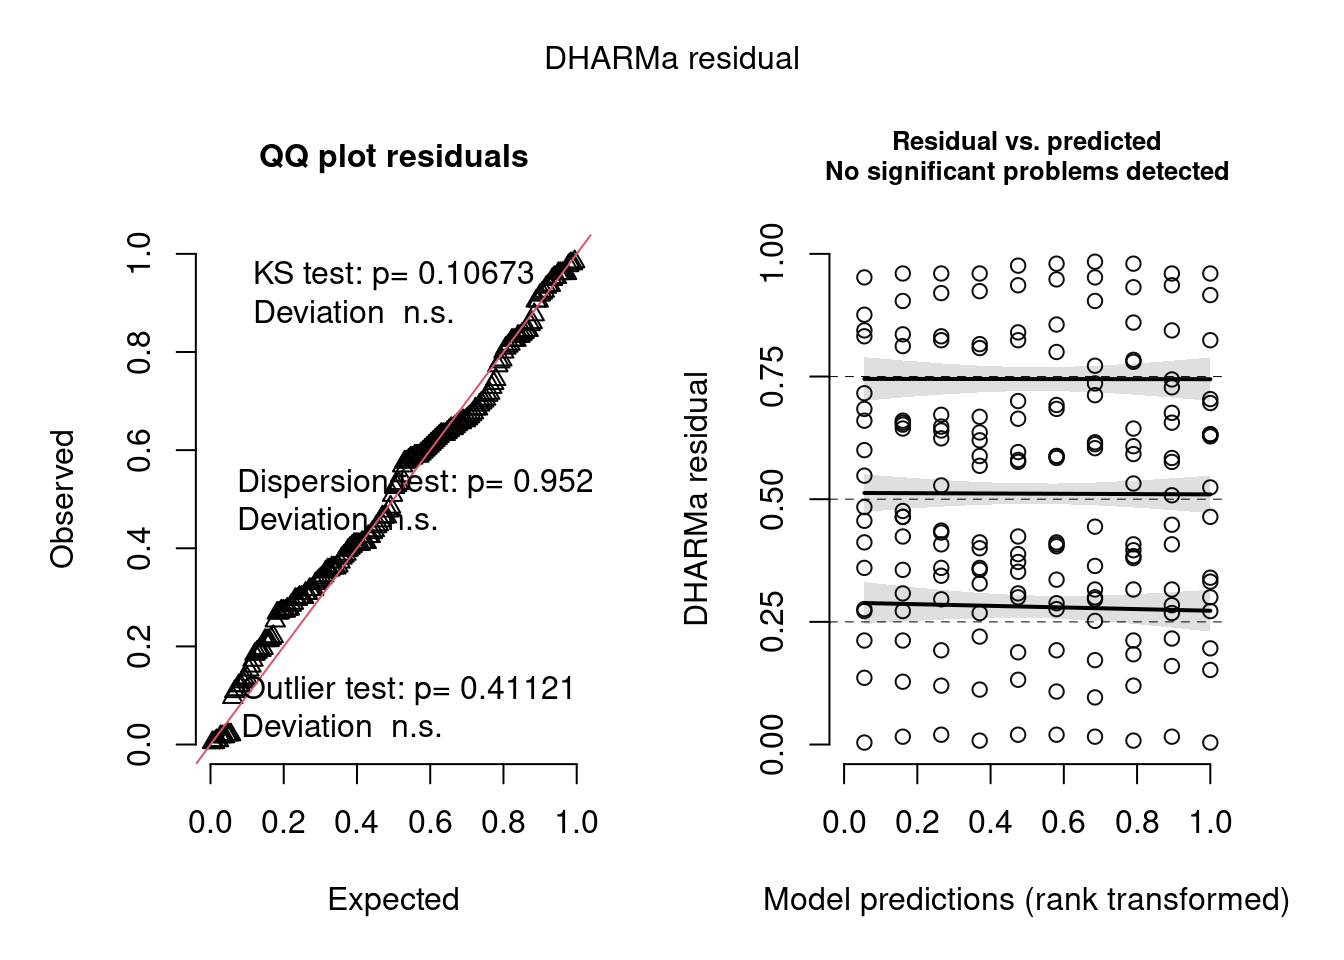 DHARMa residual
QQ plot residuals
KS test: p= 0.10673
Deviation  n.s.
Dispersion test: p= 0.952
Deviation  n.s.
Outlier test: p= 0.41121
Deviation  n.s.
Observed
0.0 0.2 0.4 0.6 0.8 1.0
0.0 0.2 0.4 0.6 0.8 1.0
Expected
Residual vs. predicted
No significant problems detected
DHARMa residual
0.00 0.25 0.50 0.75 1.00
0.0 0.2 0.4 0.6 0.8 1.0
Model predictions (rank transformed)